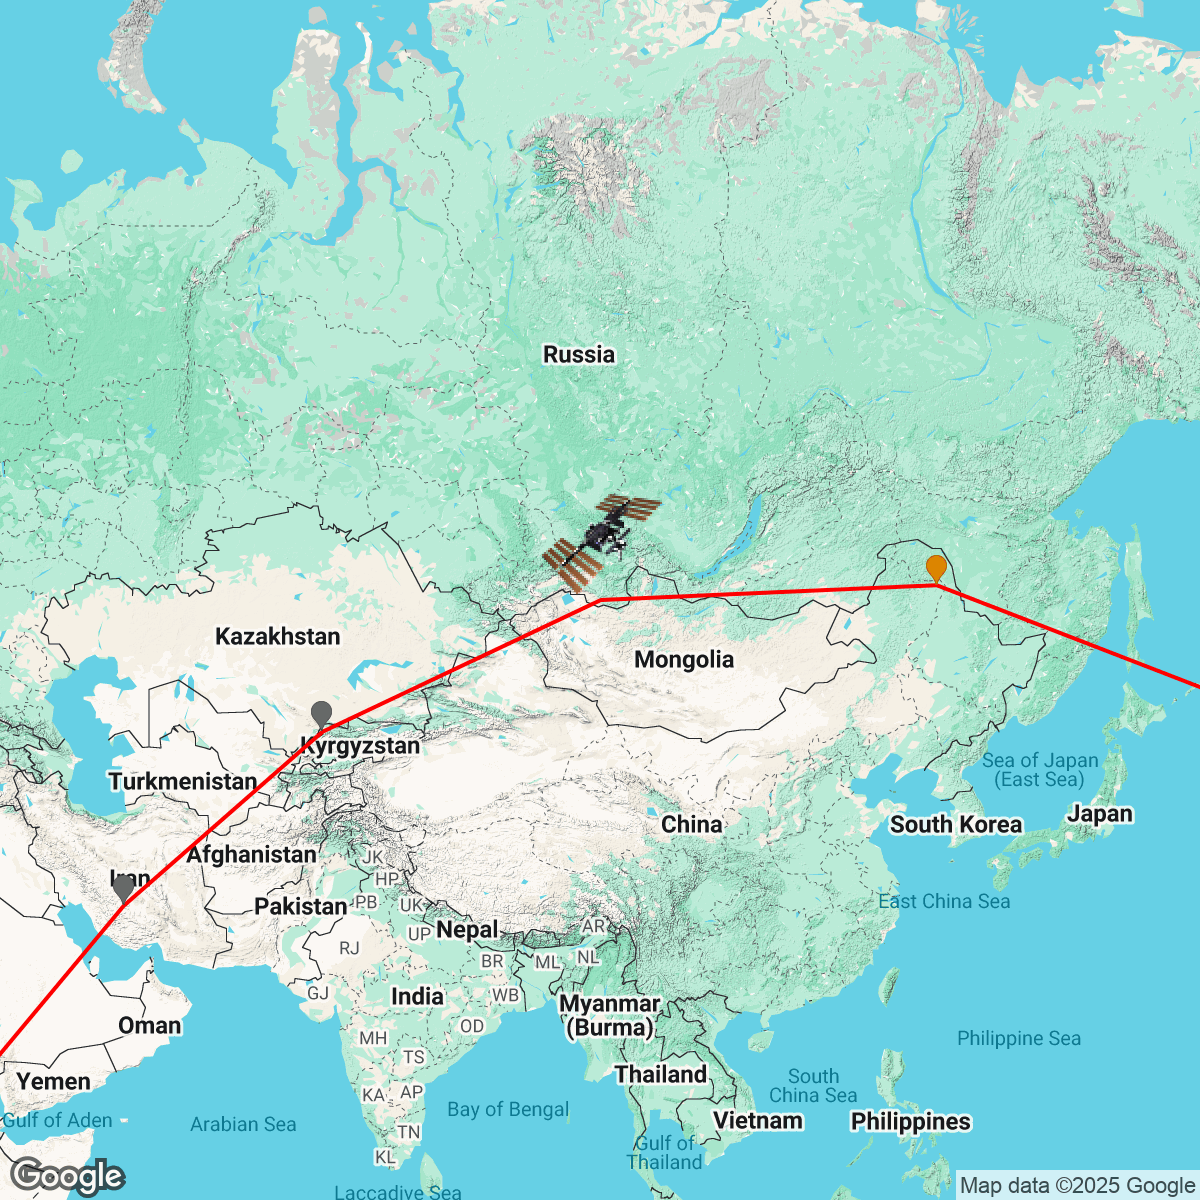 Russia
Kazakhstan
Mongolia
Kyrgyzstan
Turkmenistan
Sea of Japan
(East Sea)
Japan
South Korea
China
Afghanistan
JK
Iran
HP
Pakistan
PB
UK
East China Sea
UP
Nepal
AR
RJ
NL
BR
ML
GJ
India
WB
Myanmar
(Burma)
Oman
OD
MH
Philippine Sea
TS
Thailand
South
China Sea
Yemen
KA
AP
Bay of Bengal
Gulf of Aden
Arabian Sea
Vietnam
Philippines
TN
Gulf of
Thailand
KL
Google
Laccadive Sea
Map data ©2025 Google